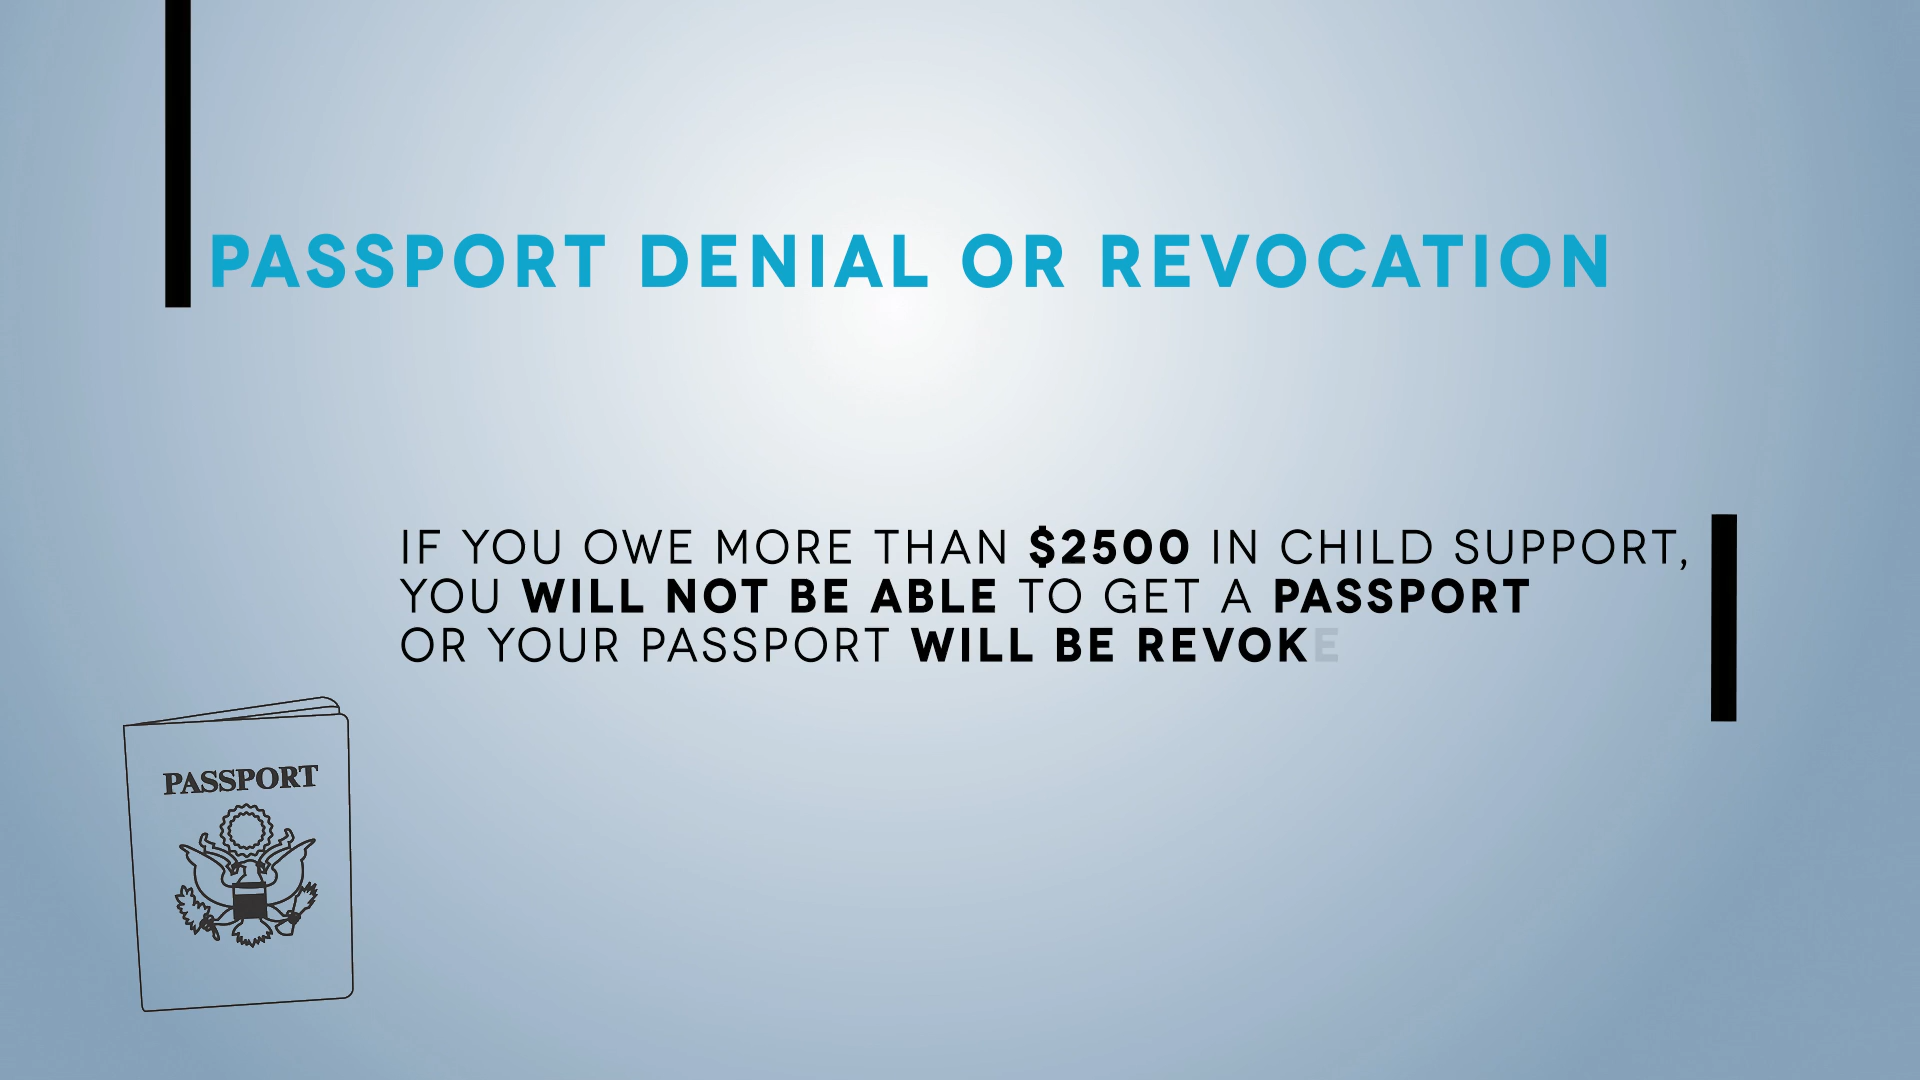 PASSPORT DENIAL OR REVOCATION
IF YOU OWE MORE THAN $2500 IN CHILD SUPPORT,
YOU WILL NOT BE ABLE TO GET A PASSPORT
OR YOUR PASSPORT WILL BE REVOKE
PASSPORT